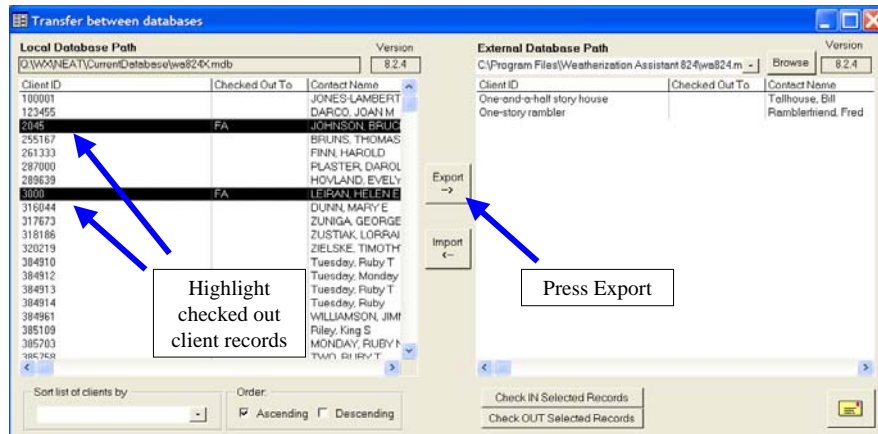 Transfer between databases
Local Database Path
Version
Q:\WX\NEAT\CurrentDatabase\wa824X.mdb
8.2.4
Client ID Checked Out To Contact Name
100001 JONES-LAMBERT
123455 DARCO, JOAN M
2045 FA JOHNSON, BRUC
255167 BRUNS, THOMAS
261333 FINN, HAROLD
287000 PLASTER, DAROL
289639 HOVLAND, EVELY
3000 FA LEIRAN, HELEN E
316044 DUNN, MARY E
317673 ZUNIGA, GEORGE
318186 ZUSTIAK, LORRAI
320219 ZIELSKE, TIMOTH
384910 Tuesday, Ruby T
384912 Tuesday, Monday
384913 Tuesday, Ruby T
384914 Tuesday, Ruby
384961 WILLIAMSON, JIM
385109 Riley, King S
385703 MONDAY, RUBY
385758 TWO, RUBY T
Highlight
checked out
client records
Sort list of clients by
Order:
Ascending Descending
Export
->
Import
<-
External Database Path
Version
C:\Program Files\Weatherization Assistant 824\wa824.m
Browse
8.2.4
Client ID Checked Out To Contact Name
One-and-a-half story house Tallhouse, Bill
One-story rambler Ramblerfriend, Fred
Press Export
Check IN Selected Records
Check OUT Selected Records